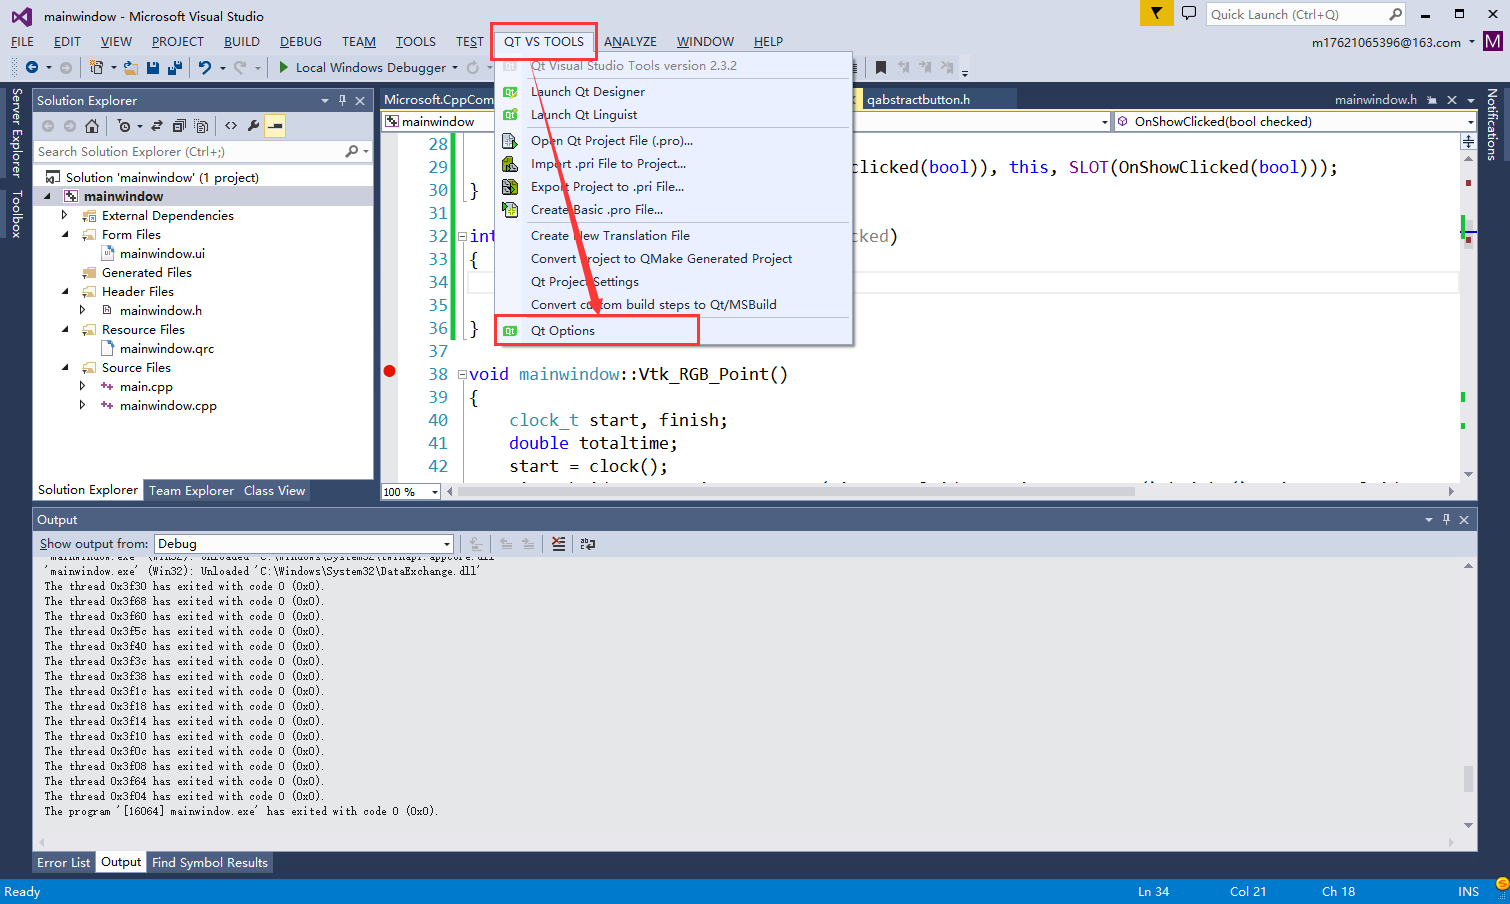 mainwindow - Microsoft Visual Studio
Quick Launch (Ctrl+Q)
FILE EDIT VIEW PROJECT BUILD DEBUG TEAM TOOLS TEST QT VS TOOLS ANALYZE WINDOW HELP
m17621065396@163.com M
Local Windows Debugger
Qt Visual Studio Tools version 2.3.2
Launch Qt Designer
Launch Qt Linguist
Open Qt Project File (.pro)...
Import .pri File to Project...
Export Project to .pri File...
Create Basic .pro File...
Create New Translation File
Convert Project to QMake Generated Project
Qt Project Settings
Convert custom build steps to Qt/MSBuild
Qt Options
Server Explorer
Toolbox
Notifications
Solution Explorer
Search Solution Explorer (Ctrl+;)
Solution 'mainwindow' (1 project)
mainwindow
External Dependencies
Form Files
mainwindow.ui
Generated Files
Header Files
mainwindow.h
Resource Files
mainwindow.qrc
Source Files
main.cpp
mainwindow.cpp
Solution Explorer Team Explorer Class View
Microsoft.CppCom
qabstractbutton.h
mainwindow.h
mainwindow
OnShowClicked(bool checked)
28
29 clicked(bool)), this, SLOT(OnShowClicked(bool)));
30 }
31
32 int cked)
33 {
34
35
36 }
37
38 void mainwindow::Vtk_RGB_Point()
39 {
40 clock_t start, finish;
41 double totaltime;
42 start = clock();
100 %
Output
Show output from: Debug
'mainwindow.exe' (Win32): Unloaded 'C:\Windows\System32\twinapi.appcore.dll'
'mainwindow.exe' (Win32): Unloaded 'C:\Windows\System32\DataExchange.dll'
The thread 0x3f30 has exited with code 0 (0x0).
The thread 0x3f68 has exited with code 0 (0x0).
The thread 0x3f60 has exited with code 0 (0x0).
The thread 0x3f5c has exited with code 0 (0x0).
The thread 0x3f40 has exited with code 0 (0x0).
The thread 0x3f3c has exited with code 0 (0x0).
The thread 0x3f38 has exited with code 0 (0x0).
The thread 0x3f1c has exited with code 0 (0x0).
The thread 0x3f18 has exited with code 0 (0x0).
The thread 0x3f14 has exited with code 0 (0x0).
The thread 0x3f10 has exited with code 0 (0x0).
The thread 0x3f0c has exited with code 0 (0x0).
The thread 0x3f08 has exited with code 0 (0x0).
The thread 0x3f64 has exited with code 0 (0x0).
The thread 0x3f04 has exited with code 0 (0x0).
The program '[16064] mainwindow.exe' has exited with code 0 (0x0).
Error List Output Find Symbol Results
Ready Ln 34 Col 21 Ch 18 INS